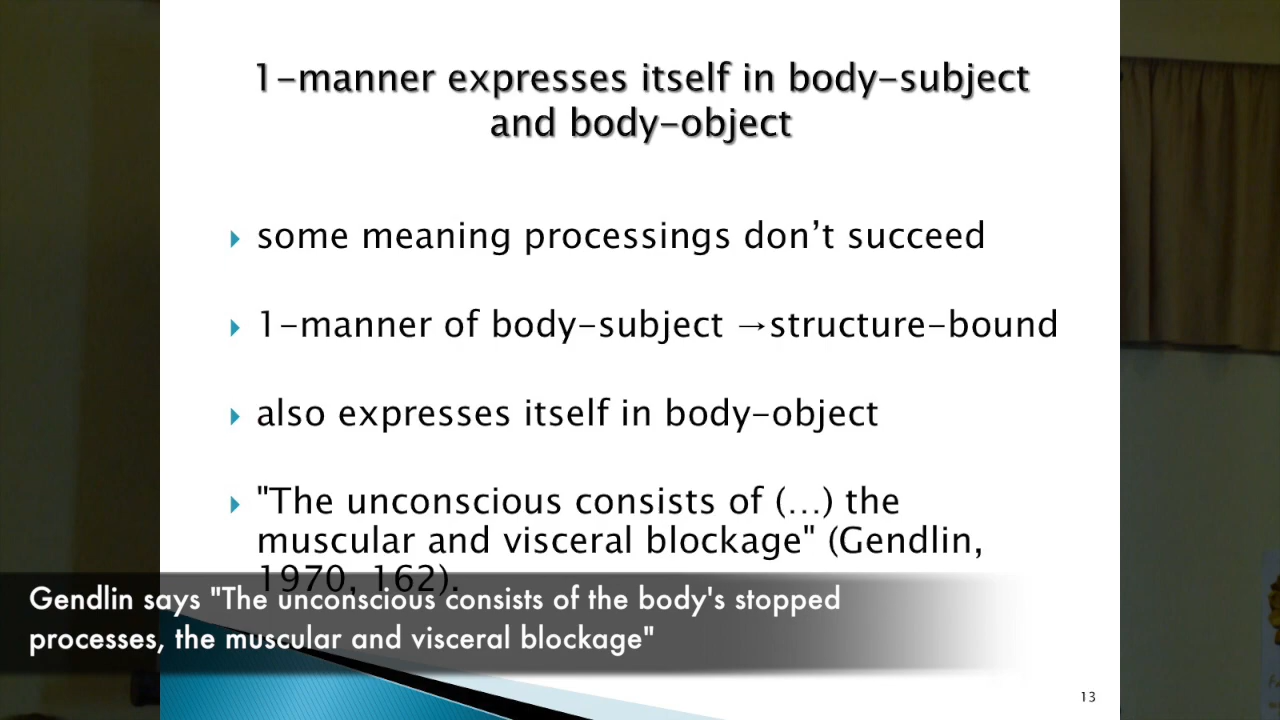 1-manner expresses itself in body-subject
and body-object
some meaning processings don't succeed
1-manner of body-subject →structure-bound
also expresses itself in body-object
"The unconscious consists of (…) the
muscular and visceral blockage" (Gendlin,
1970, 162).
Gendlin says "The unconscious consists of the body's stopped
processes, the muscular and visceral blockage"
13